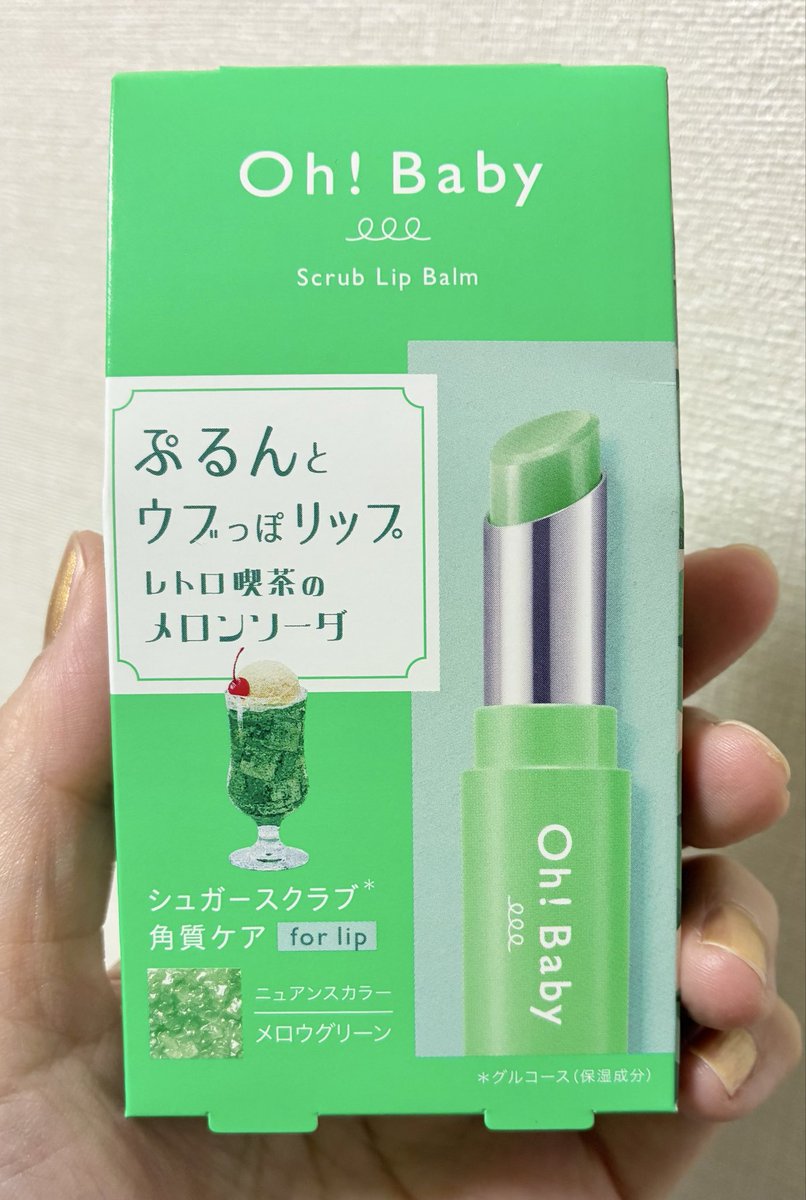 Oh! Baby
Scrub Lip Balm
ぷるんと
ウブっぽリップ
レトロ喫茶の
メロンソーダ
シュガースクラブ*
角質ケア for lip
ニュアンスカラー
メロウグリーン
Oh! Baby
*グルコース(保湿成分)